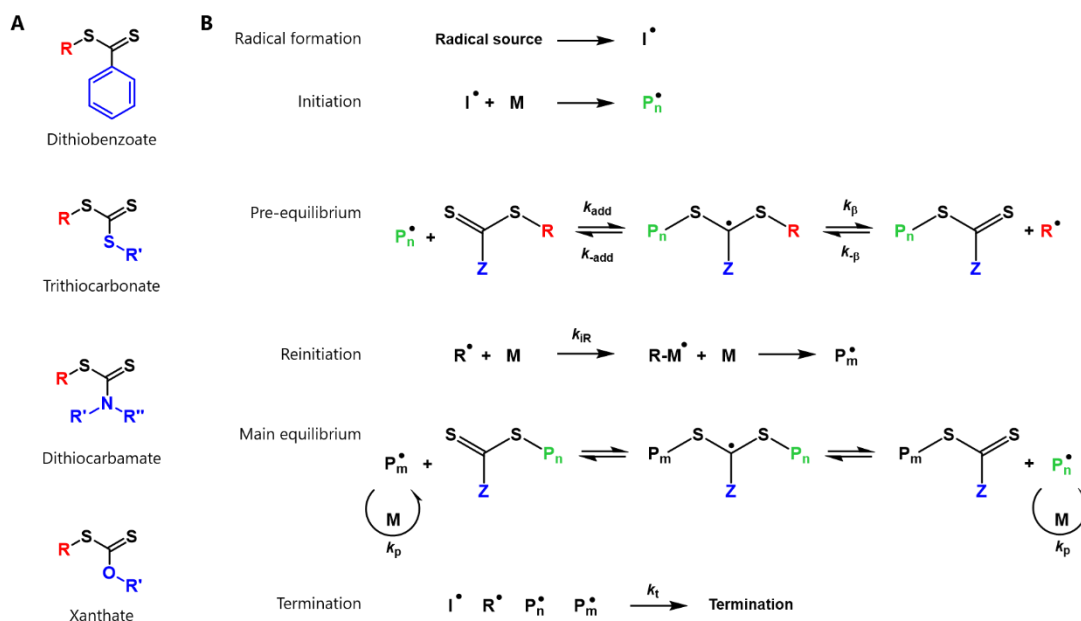 A
R S S
Dithiobenzoate
R S S
S R'
Trithiocarbonate
R S S
R' N R''
Dithiocarbamate
R S S
O R'
Xanthate
B
Radical formation Radical source I•
Initiation I• + M Pn•
Pre-equilibrium Pn• + S S R Z kadd k-add Pn S • S R Z kβ k-β Pn S S Z + R•
Reinitiation R• + M kiR R-M• + M Pm•
Main equilibrium Pm• + S S Pn Z Pm S • S Pn Z Pm S S Z + Pn•
M M
kp kp
Termination I• R• Pn• Pm• kt Termination